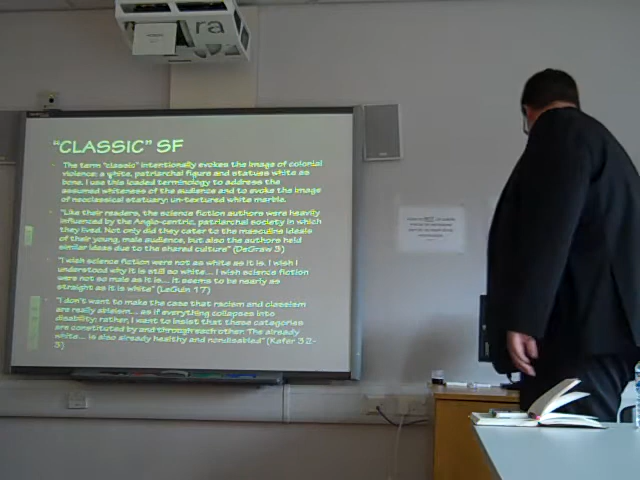 ra
"CLASSIC" SF
The term "classic" intentionally evokes the image of colonial
violence: a white, patriarchal figure and statues white as
bone. I use this loaded terminology to address the
assumed whiteness of the audience and to evoke the image
of neoclassical statuary: un-textured white marble.
"Like their readers, the science fiction authors were heavily
influenced by the Anglo-centric, patriarchal society in which
they lived. Not only did they cater to the masculine ideals
of their young, male audience, but also the authors held
similar ideas due to the shared culture" (DeGraw 3)
"I wish science fiction were not as white as it is. I wish I
understood why it is still so white... I wish science fiction
were not so male as it is... it seems to be nearly as
straight as it is white" (LeGuin 17)
"I don't want to make the case that racism and classism
are really ableism... as if everything collapses into
disability; rather, I want to insist that these categories
are constituted by and through each other. The already
white... is also already healthy and nondisabled" (Kafer 32-
3)